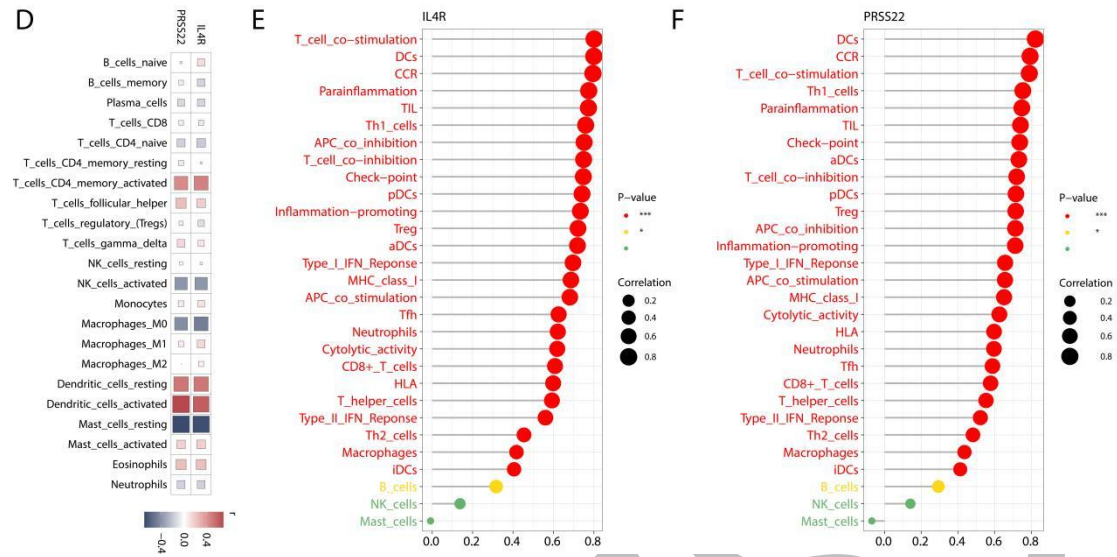 D
PRSS22
IL4R
B_cells_naive
B_cells_memory
Plasma_cells
T_cells_CD8
T_cells_CD4_naive
T_cells_CD4_memory_resting
T_cells_CD4_memory_activated
T_cells_follicular_helper
T_cells_regulatory_(Tregs)
T_cells_gamma_delta
NK_cells_resting
NK_cells_activated
Monocytes
Macrophages_M0
Macrophages_M1
Macrophages_M2
Dendritic_cells_resting
Dendritic_cells_activated
Mast_cells_resting
Mast_cells_activated
Eosinophils
Neutrophils
r
-0.4
0
0.4
E
IL4R
T_cell_co-stimulation
DCs
CCR
Parainflammation
TIL
Th1_cells
APC_co_inhibition
T_cell_co-inhibition
Check-point
pDCs
Inflammation-promoting
Treg
aDCs
Type_I_IFN_Reponse
MHC_class_I
APC_co_stimulation
Tfh
Neutrophils
Cytolytic_activity
CD8+_T_cells
HLA
T_helper_cells
Type_II_IFN_Reponse
Th2_cells
Macrophages
iDCs
B_cells
NK_cells
Mast_cells
0.0 0.2 0.4 0.6 0.8
P-value
***
*
Correlation
0.2
0.4
0.6
0.8
F
PRSS22
DCs
CCR
T_cell_co-stimulation
Th1_cells
Parainflammation
TIL
Check-point
aDCs
T_cell_co-inhibition
pDCs
Treg
APC_co_inhibition
Inflammation-promoting
Type_I_IFN_Reponse
APC_co_stimulation
MHC_class_I
Cytolytic_activity
HLA
Neutrophils
Tfh
CD8+_T_cells
T_helper_cells
Type_II_IFN_Reponse
Th2_cells
Macrophages
iDCs
B_cells
NK_cells
Mast_cells
0.0 0.2 0.4 0.6 0.8
P-value
***
*
Correlation
0.2
0.4
0.6
0.8